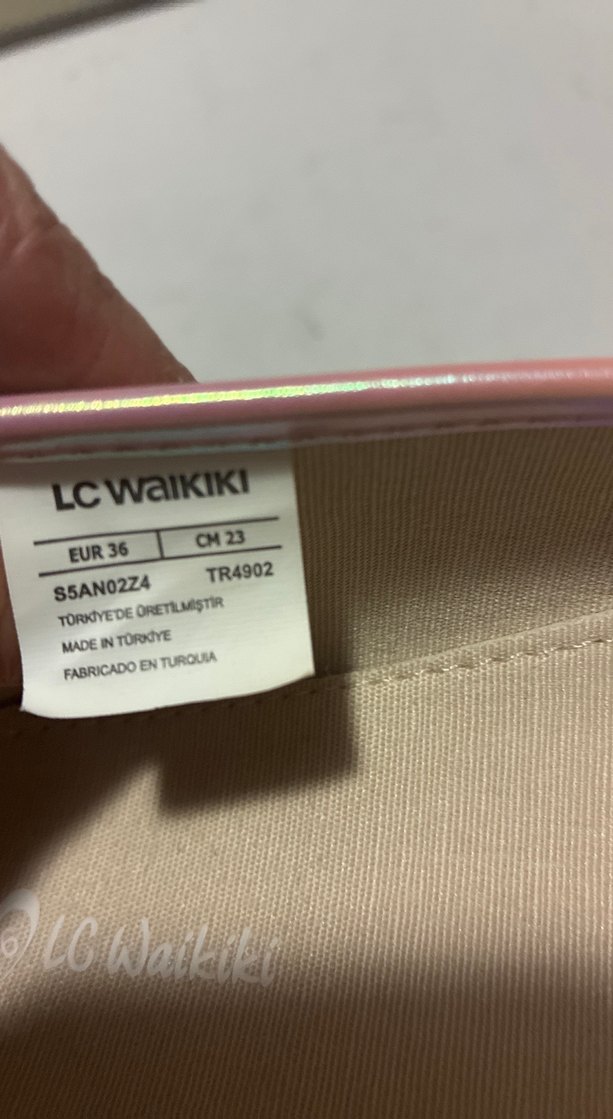 LC WAIKIKI
EUR 36 CM 23
S5AN02Z4 TR4902
TÜRKİYE'DE ÜRETİLMİŞTİR
MADE IN TÜRKİYE
FABRICADO EN TURQUIA
LC Waikiki